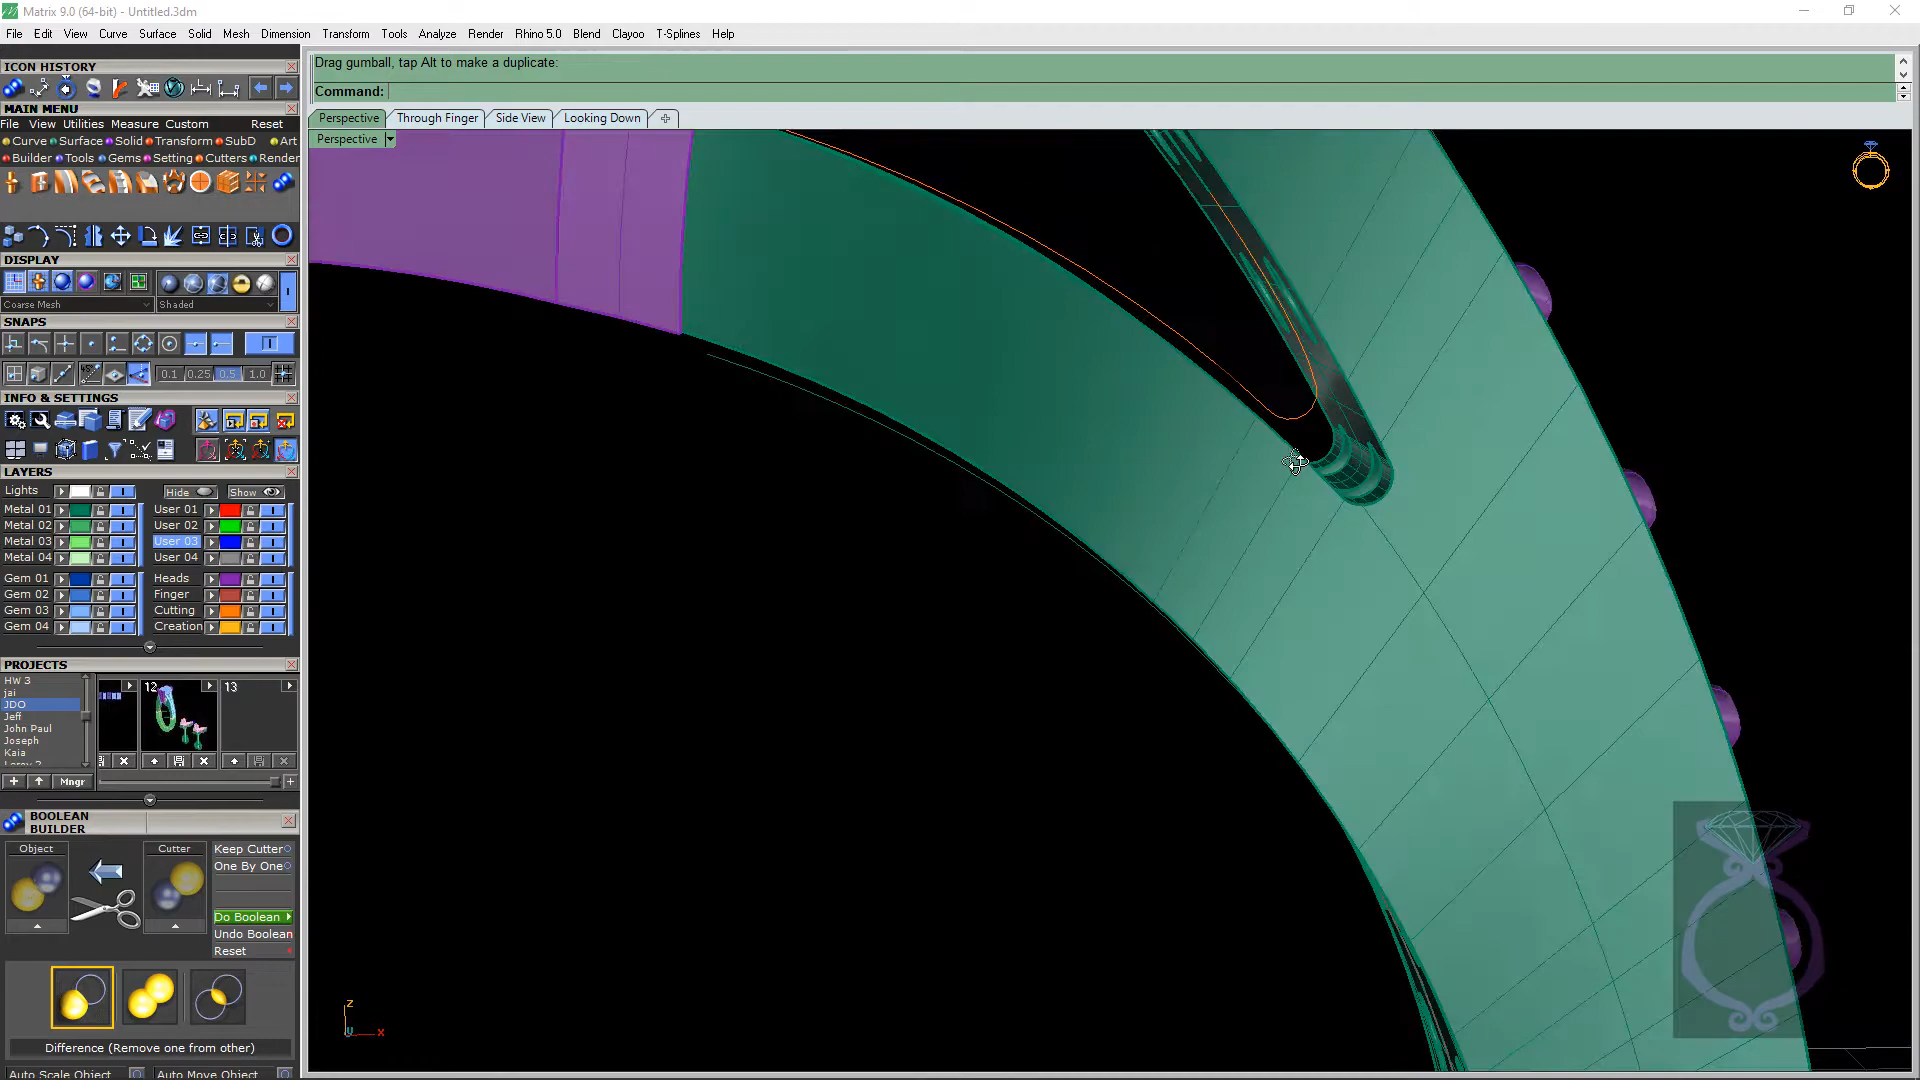 Matrix 9.0 (64-bit) - Untitled.3dm
File Edit View Curve Surface Solid Mesh Dimension Transform Tools Analyze Render Rhino 5.0 Blend Clayoo T-Splines Help
ICON HISTORY
Drag gumball, tap Alt to make a duplicate:
Command:
MAIN MENU
File View Utilities Measure Custom Reset
Curve Surface Solid Transform SubD Art
Builder Tools Gems Setting Cutters Render
Perspective Through Finger Side View Looking Down
Perspective
DISPLAY
Coarse Mesh Shaded
SNAPS
0.1 0.25 0.5 1.0
INFO & SETTINGS
LAYERS
Lights Hide Show
Metal 01 User 01
Metal 02 User 02
Metal 03 User 03
Metal 04 User 04
Gem 01 Heads
Gem 02 Finger
Gem 03 Cutting
Gem 04 Creation
PROJECTS
HW 3
jai
JDO
Jeff
John Paul
Joseph
Kaia
12 13
Mngr
BOOLEAN BUILDER
Object Cutter Keep Cutter
One By One
Do Boolean
Undo Boolean
Reset
Difference (Remove one from other)
Auto Scale Object Auto Move Object
z
x